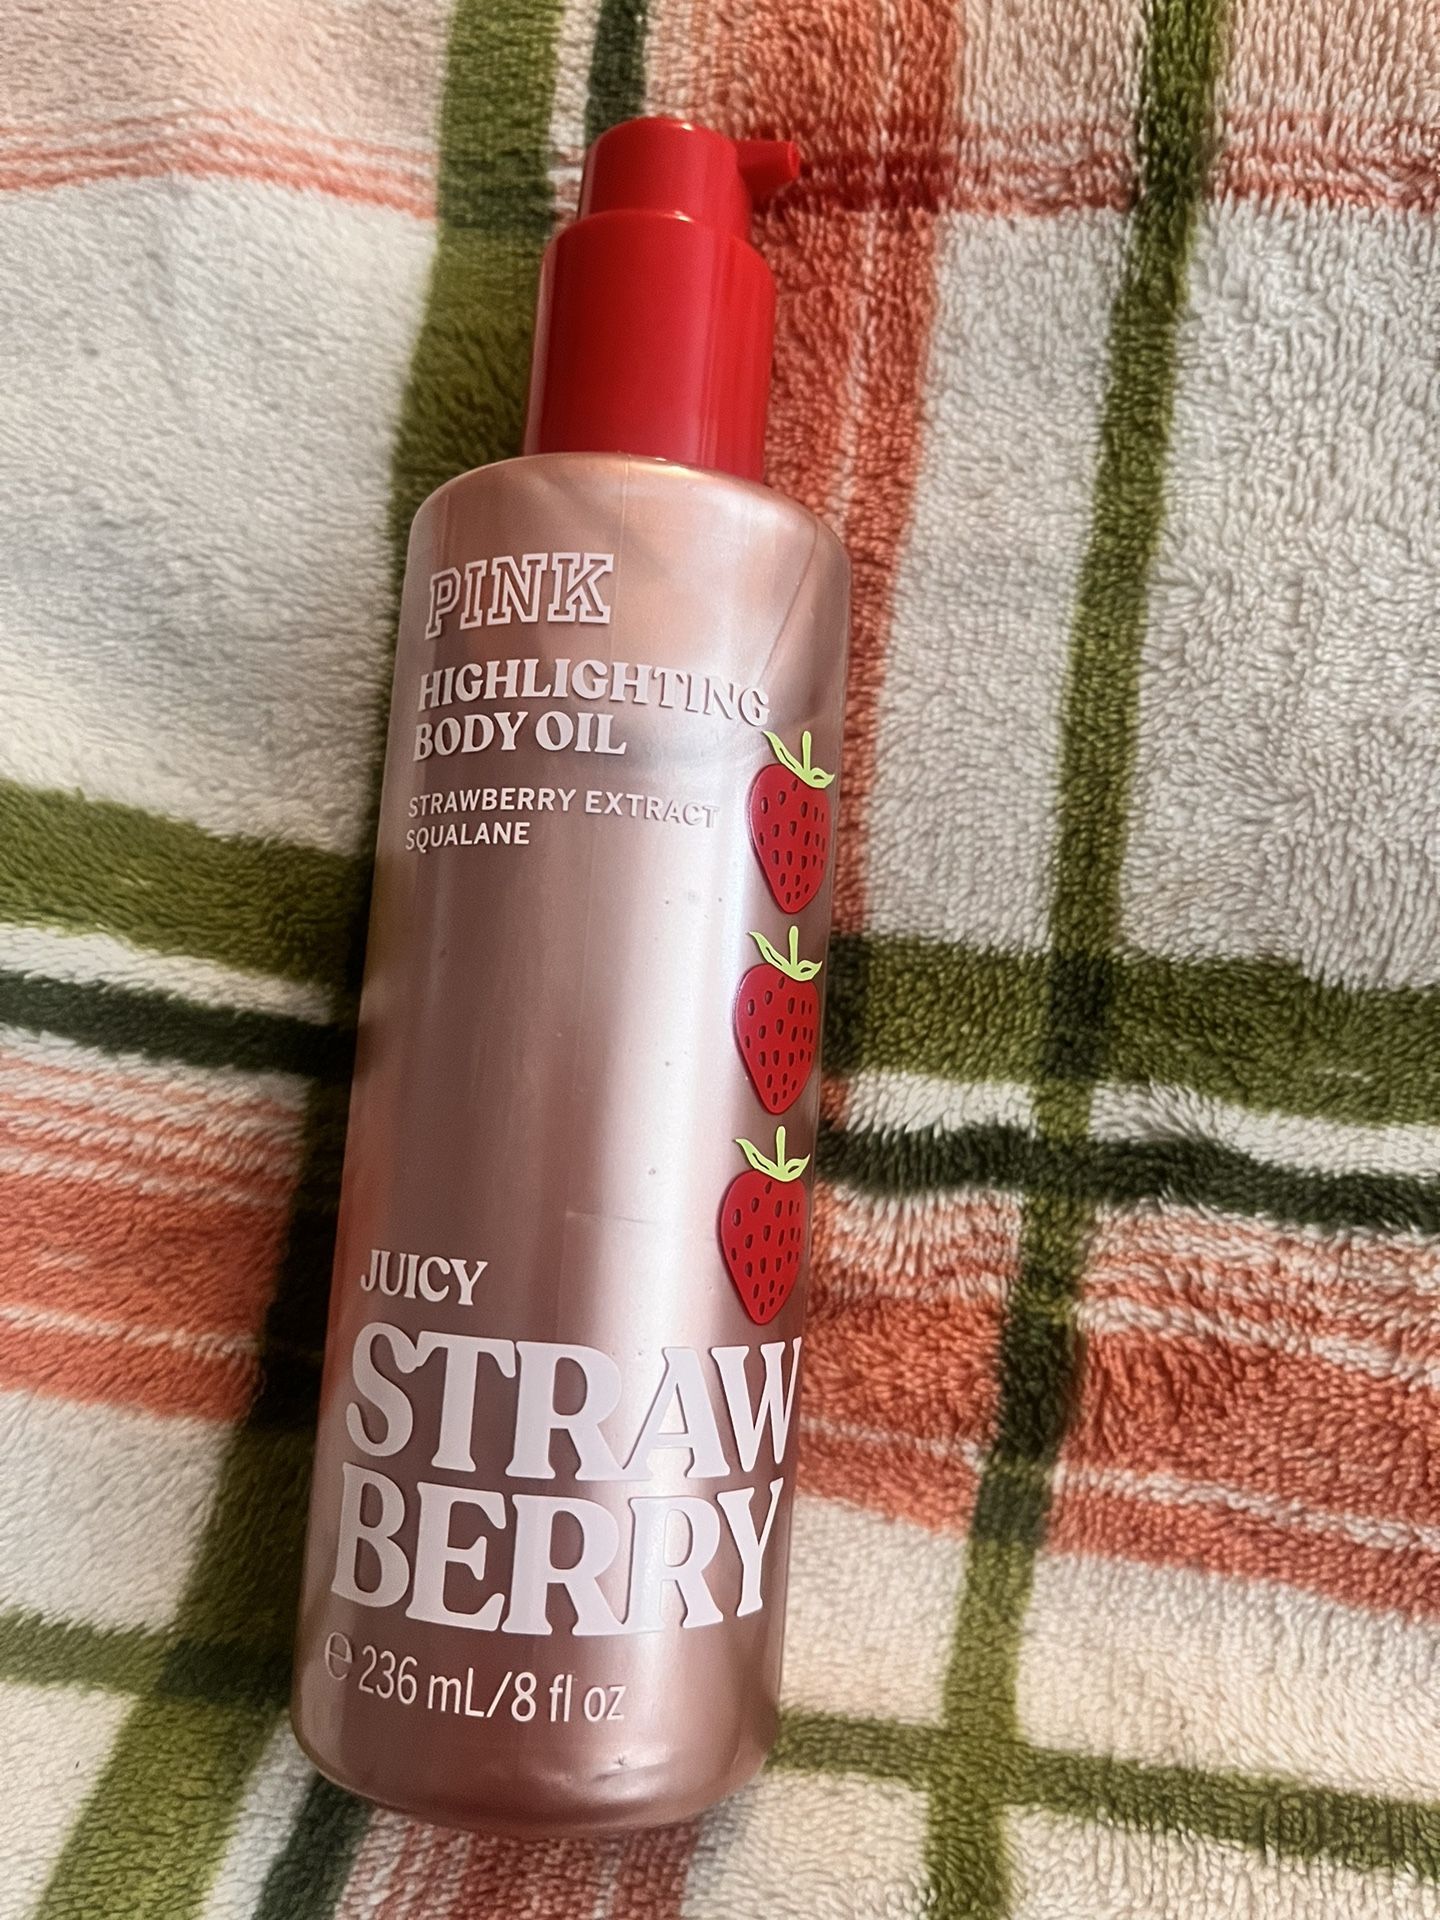 PINK
HIGHLIGHTING
BODY OIL
STRAWBERRY EXTRACT
SQUALANE
JUICY
STRAW
BERRY
℮ 236 mL/8 fl oz